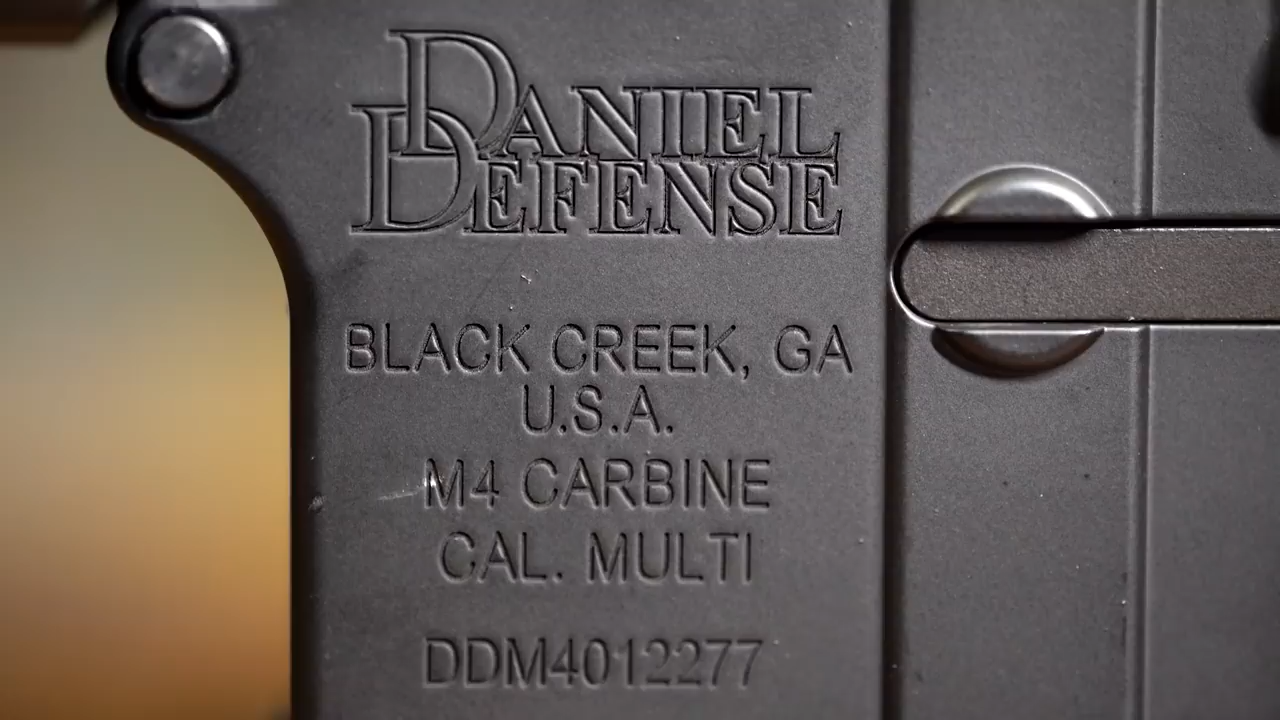 DANIEL
DEFENSE
BLACK CREEK, GA
U.S.A.
M4 CARBINE
CAL. MULTI
DDM4012277